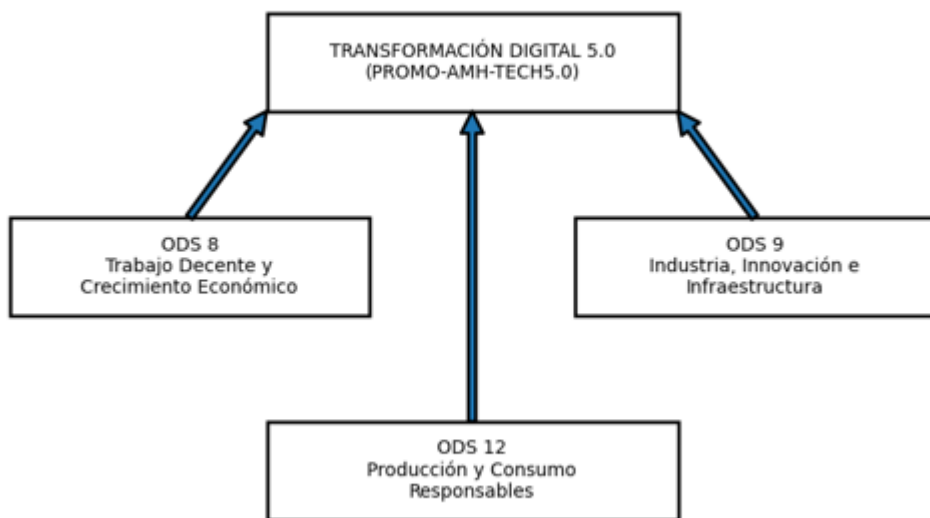 TRANSFORMACIÓN DIGITAL 5.0
(PROMO-AMH-TECH5.0)
ODS 8
Trabajo Decente y
Crecimiento Económico
ODS 9
Industria, Innovación e
Infraestructura
ODS 12
Producción y Consumo
Responsables